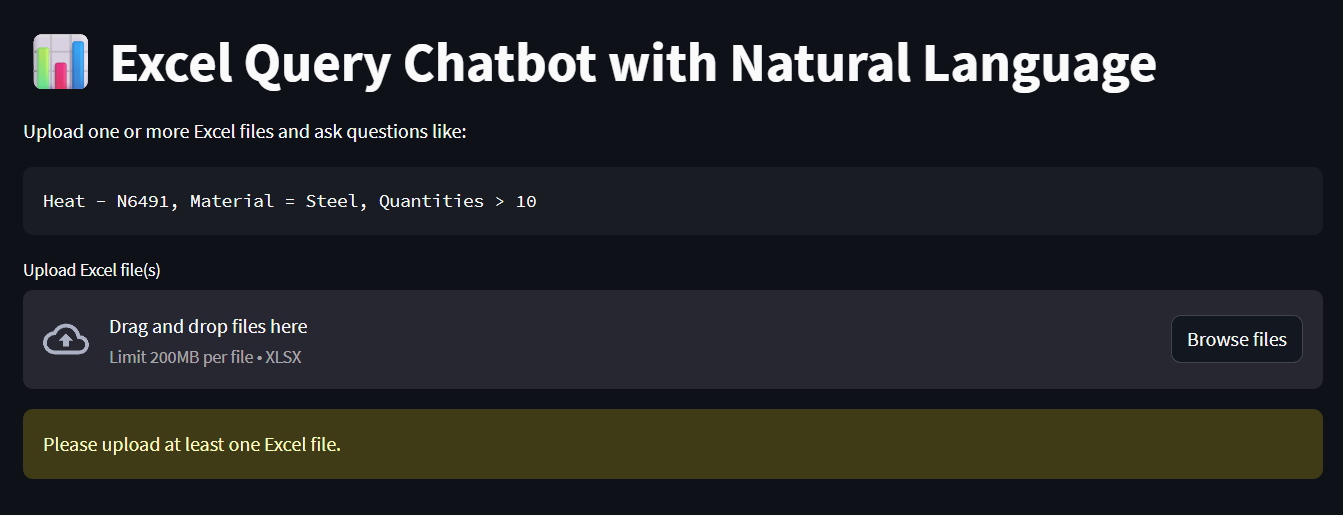 Excel Query Chatbot with Natural Language
Upload one or more Excel files and ask questions like:
Heat - N6491, Material = Steel, Quantities > 10
Upload Excel file(s)
Drag and drop files here
Limit 200MB per file • XLSX
Browse files
Please upload at least one Excel file.